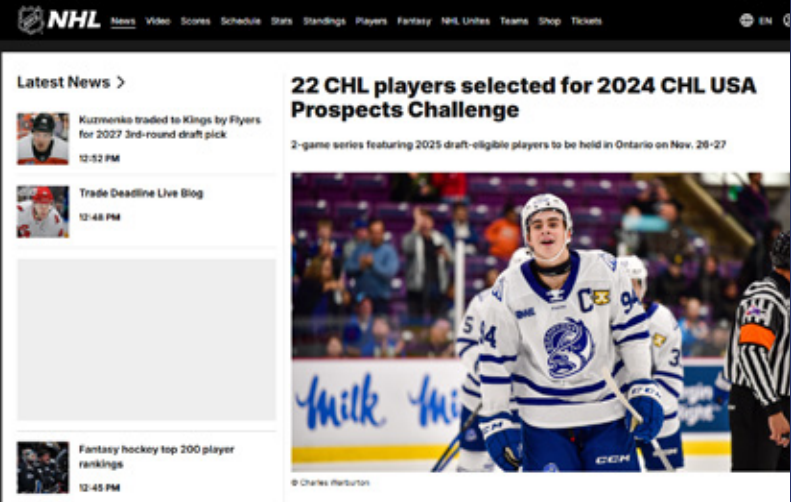 NHL News Video Scores Schedule Stats Standings Players Fantasy NHL Unites Teams Shop Tickets EN
Latest News
Kuzmenko traded to Kings by Flyers
for 2027 3rd-round draft pick
12:52 PM
Trade Deadline Live Blog
12:48 PM
Fantasy hockey top 200 player
rankings
12:45 PM
22 CHL players selected for 2024 CHL USA
Prospects Challenge
2-game series featuring 2025 draft-eligible players to be held in Ontario on Nov. 26-27
C
94
94
Milk
CCM
CCM
© Charles Warburton